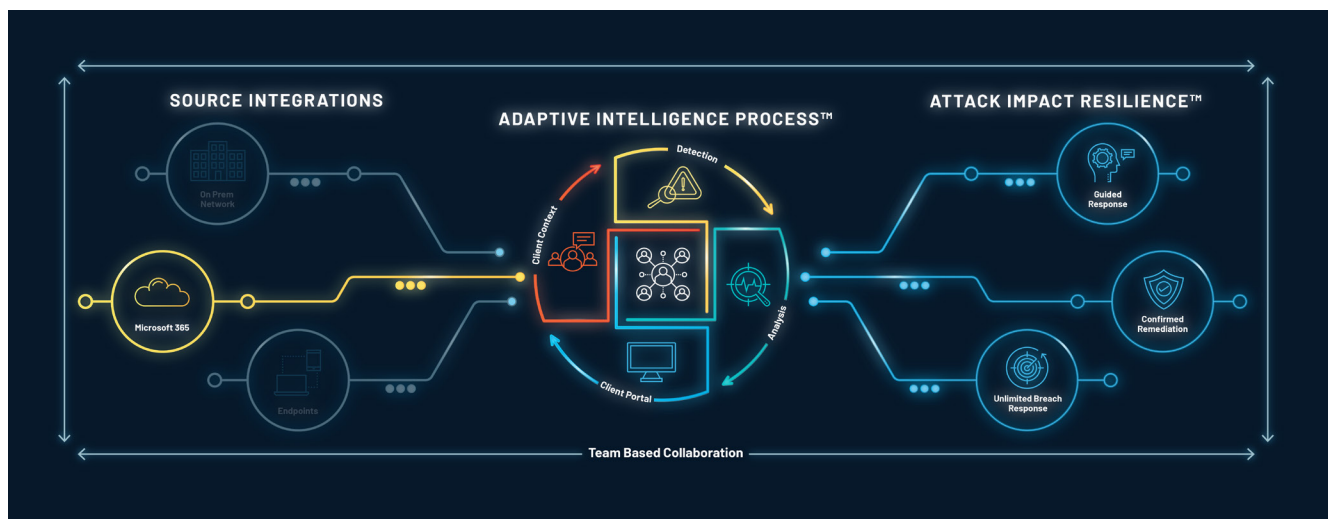 SOURCE INTEGRATIONS
On Prem
Network
Microsoft 365
Endpoints
ADAPTIVE INTELLIGENCE PROCESS™
Detection
Client Context
Analysis
Client Portal
ATTACK IMPACT RESILIENCE™
Guided
Response
Confirmed
Remediation
Unlimited Breach
Response
Team Based Collaboration